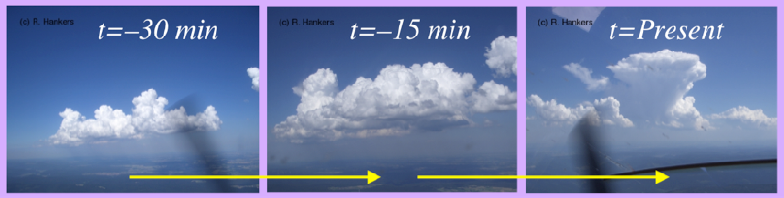 (c) R. Hankers
t=–30 min
(c) R. Hankers
t=–15 min
(c) R. Hankers
t=Present